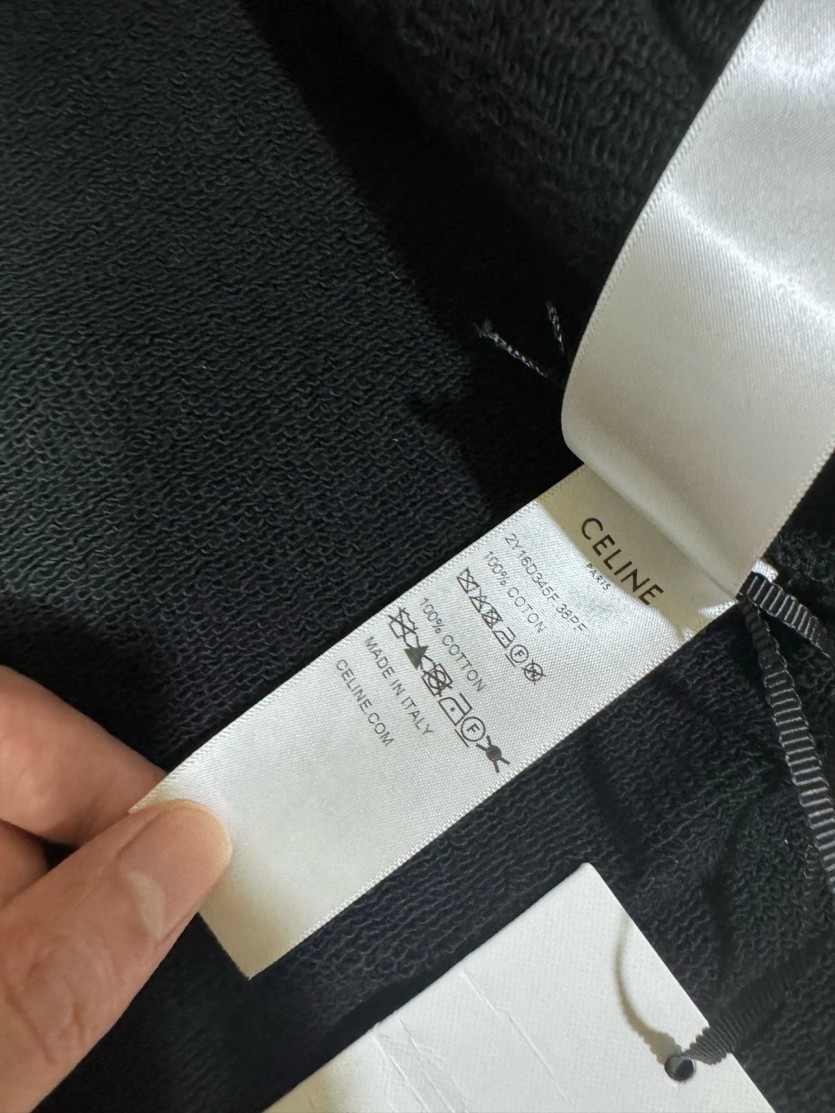 CELINE
PARIS
2Y16D345F.38PF
100% COTON
100% COTTON
MADE IN ITALY
CELINE.COM